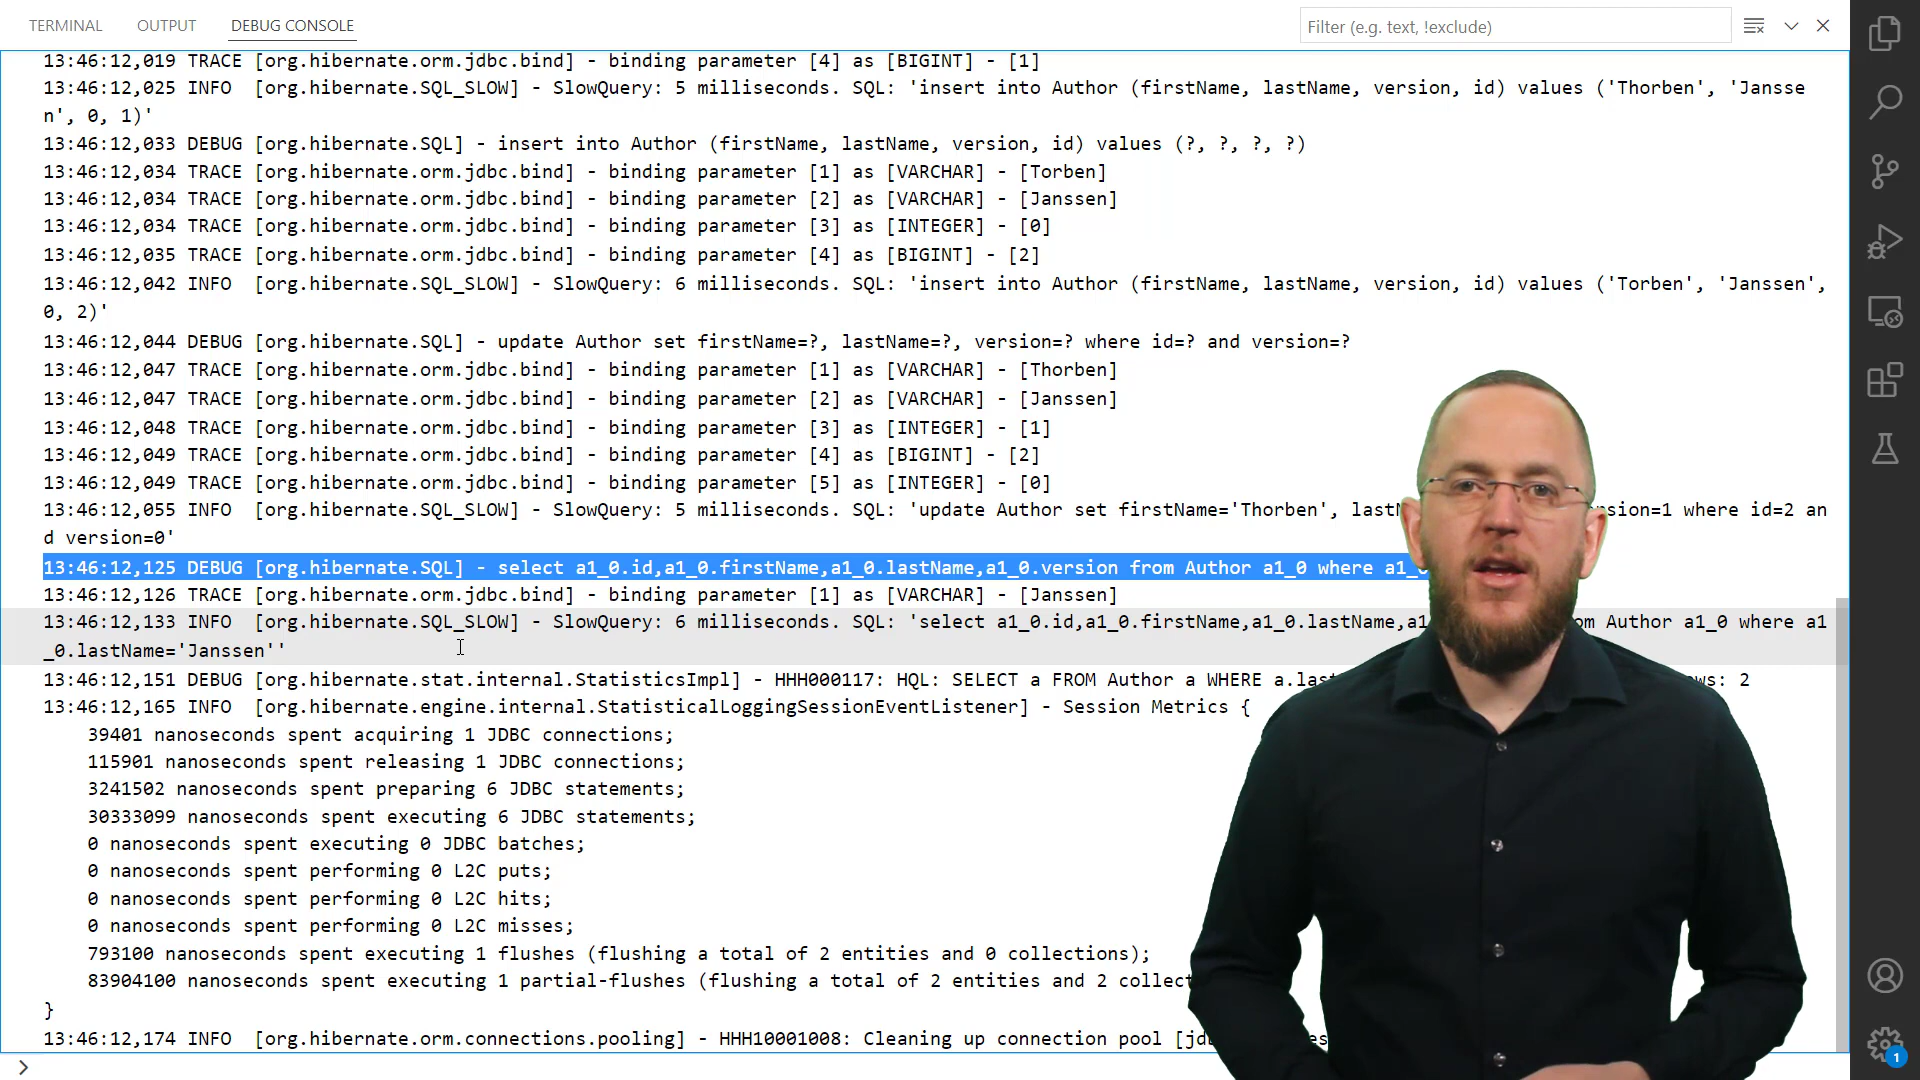 TERMINAL OUTPUT DEBUG CONSOLE Filter (e.g. text, !exclude)
13:46:12,019 TRACE [org.hibernate.orm.jdbc.bind] - binding parameter [4] as [BIGINT] - [1]
13:46:12,025 INFO [org.hibernate.SQL_SLOW] - SlowQuery: 5 milliseconds. SQL: 'insert into Author (firstName, lastName, version, id) values ('Thorben', 'Jansse
n', 0, 1)'
13:46:12,033 DEBUG [org.hibernate.SQL] - insert into Author (firstName, lastName, version, id) values (?, ?, ?, ?)
13:46:12,034 TRACE [org.hibernate.orm.jdbc.bind] - binding parameter [1] as [VARCHAR] - [Torben]
13:46:12,034 TRACE [org.hibernate.orm.jdbc.bind] - binding parameter [2] as [VARCHAR] - [Janssen]
13:46:12,034 TRACE [org.hibernate.orm.jdbc.bind] - binding parameter [3] as [INTEGER] - [0]
13:46:12,035 TRACE [org.hibernate.orm.jdbc.bind] - binding parameter [4] as [BIGINT] - [2]
13:46:12,042 INFO [org.hibernate.SQL_SLOW] - SlowQuery: 6 milliseconds. SQL: 'insert into Author (firstName, lastName, version, id) values ('Torben', 'Janssen',
0, 2)'
13:46:12,044 DEBUG [org.hibernate.SQL] - update Author set firstName=?, lastName=?, version=? where id=? and version=?
13:46:12,047 TRACE [org.hibernate.orm.jdbc.bind] - binding parameter [1] as [VARCHAR] - [Thorben]
13:46:12,047 TRACE [org.hibernate.orm.jdbc.bind] - binding parameter [2] as [VARCHAR] - [Janssen]
13:46:12,048 TRACE [org.hibernate.orm.jdbc.bind] - binding parameter [3] as [INTEGER] - [1]
13:46:12,049 TRACE [org.hibernate.orm.jdbc.bind] - binding parameter [4] as [BIGINT] - [2]
13:46:12,049 TRACE [org.hibernate.orm.jdbc.bind] - binding parameter [5] as [INTEGER] - [0]
13:46:12,055 INFO [org.hibernate.SQL_SLOW] - SlowQuery: 5 milliseconds. SQL: 'update Author set firstName='Thorben', last sion=1 where id=2 an
d version=0'
13:46:12,125 DEBUG [org.hibernate.SQL] - select a1_0.id,a1_0.firstName,a1_0.lastName,a1_0.version from Author a1_0 where a1_0
13:46:12,126 TRACE [org.hibernate.orm.jdbc.bind] - binding parameter [1] as [VARCHAR] - [Janssen]
13:46:12,133 INFO [org.hibernate.SQL_SLOW] - SlowQuery: 6 milliseconds. SQL: 'select a1_0.id,a1_0.firstName,a1_0.lastName,a1 om Author a1_0 where a1
_0.lastName='Janssen''
13:46:12,151 DEBUG [org.hibernate.stat.internal.StatisticsImpl] - HHH000117: HQL: SELECT a FROM Author a WHERE a.last ws: 2
13:46:12,165 INFO [org.hibernate.engine.internal.StatisticalLoggingSessionEventListener] - Session Metrics {
39401 nanoseconds spent acquiring 1 JDBC connections;
115901 nanoseconds spent releasing 1 JDBC connections;
3241502 nanoseconds spent preparing 6 JDBC statements;
30333099 nanoseconds spent executing 6 JDBC statements;
0 nanoseconds spent executing 0 JDBC batches;
0 nanoseconds spent performing 0 L2C puts;
0 nanoseconds spent performing 0 L2C hits;
0 nanoseconds spent performing 0 L2C misses;
793100 nanoseconds spent executing 1 flushes (flushing a total of 2 entities and 0 collections);
83904100 nanoseconds spent executing 1 partial-flushes (flushing a total of 2 entities and 2 collect
}
13:46:12,174 INFO [org.hibernate.orm.connections.pooling] - HHH10001008: Cleaning up connection pool [jd es
1